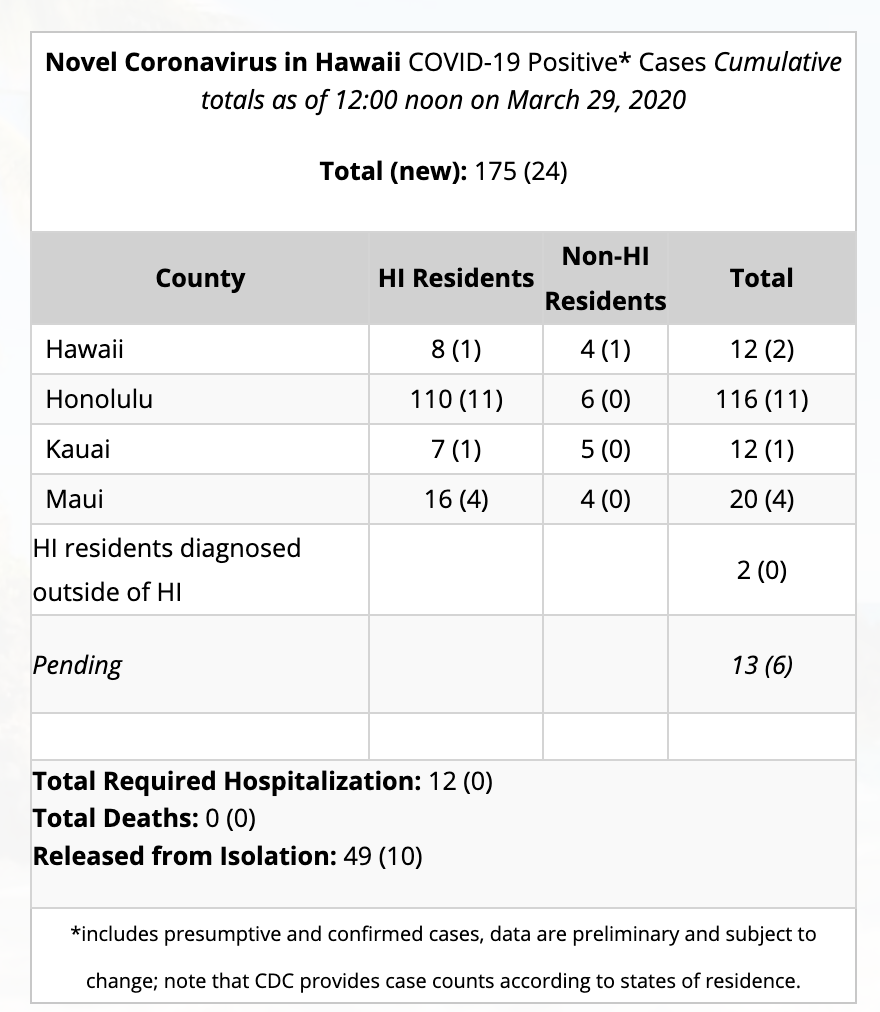 Novel Coronavirus in Hawaii COVID-19 Positive* Cases Cumulative
totals as of 12:00 noon on March 29, 2020
Total (new): 175 (24)
County HI Residents Non-HI Residents Total
Hawaii 8 (1) 4 (1) 12 (2)
Honolulu 110 (11) 6 (0) 116 (11)
Kauai 7 (1) 5 (0) 12 (1)
Maui 16 (4) 4 (0) 20 (4)
HI residents diagnosed
outside of HI 2 (0)
Pending 13 (6)
Total Required Hospitalization: 12 (0)
Total Deaths: 0 (0)
Released from Isolation: 49 (10)
*includes presumptive and confirmed cases, data are preliminary and subject to
change; note that CDC provides case counts according to states of residence.